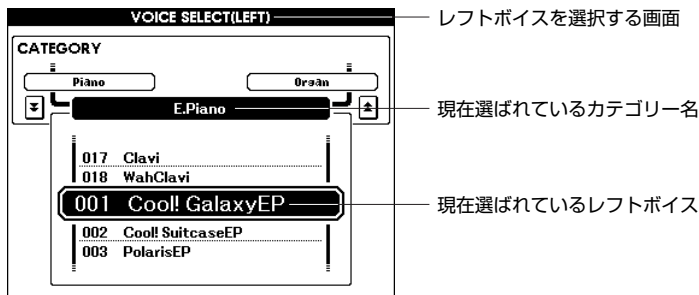 VOICE SELECT(LEFT)
レフトボイスを選択する画面
CATEGORY
Piano
Organ
E.Piano
現在選ばれているカテゴリー名
017 Clavi
018 WahClavi
001 Cool! GalaxyEP
現在選ばれているレフトボイス
002 Cool! SuitcaseEP
003 PolarisEP